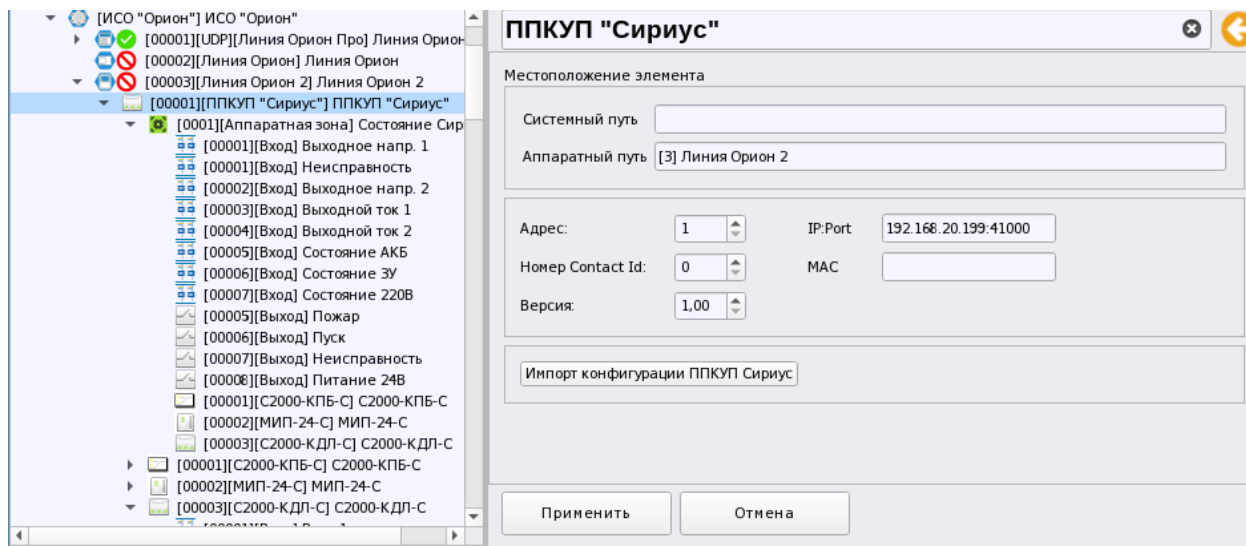 [ИСО "Орион"] ИСО "Орион"
[00001][UDP][Линия Орион Про] Линия Орион
[00002][Линия Орион] Линия Орион
[00003][Линия Орион 2] Линия Орион 2
[00001][ППКУП "Сириус"] ППКУП "Сириус"
[0001][Аппаратная зона] Состояние Сир
[00001][Вход] Выходное напр. 1
[00001][Вход] Неисправность
[00002][Вход] Выходное напр. 2
[00003][Вход] Выходной ток 1
[00004][Вход] Выходной ток 2
[00005][Вход] Состояние АКБ
[00006][Вход] Состояние ЗУ
[00007][Вход] Состояние 220В
[00005][Выход] Пожар
[00006][Выход] Пуск
[00007][Выход] Неисправность
[00008][Выход] Питание 24В
[00001][С2000-КПБ-С] С2000-КПБ-С
[00002][МИП-24-С] МИП-24-С
[00003][С2000-КДЛ-С] С2000-КДЛ-С
[00001][С2000-КПБ-С] С2000-КПБ-С
[00002][МИП-24-С] МИП-24-С
[00003][С2000-КДЛ-С] С2000-КДЛ-С
ППКУП "Сириус"
Местоположение элемента
Системный путь
Аппаратный путь [3] Линия Орион 2
Адрес: 1 IP:Port 192.168.20.199:41000
Номер Contact Id: 0 MAC
Версия: 1,00
Импорт конфигурации ППКУП Сириус
Применить Отмена